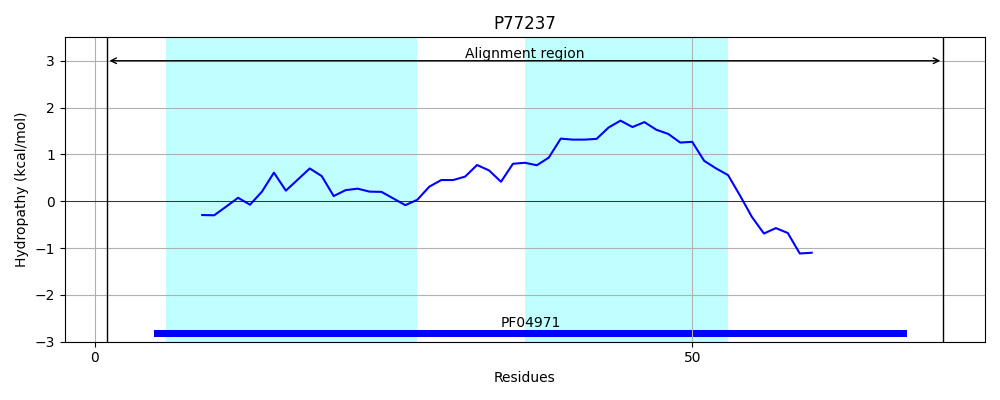 P77237
Alignment region
3
2
1
0
−1
−2
−3
Hydropathy (kcal/mol)
PF04971
0
50
Residues